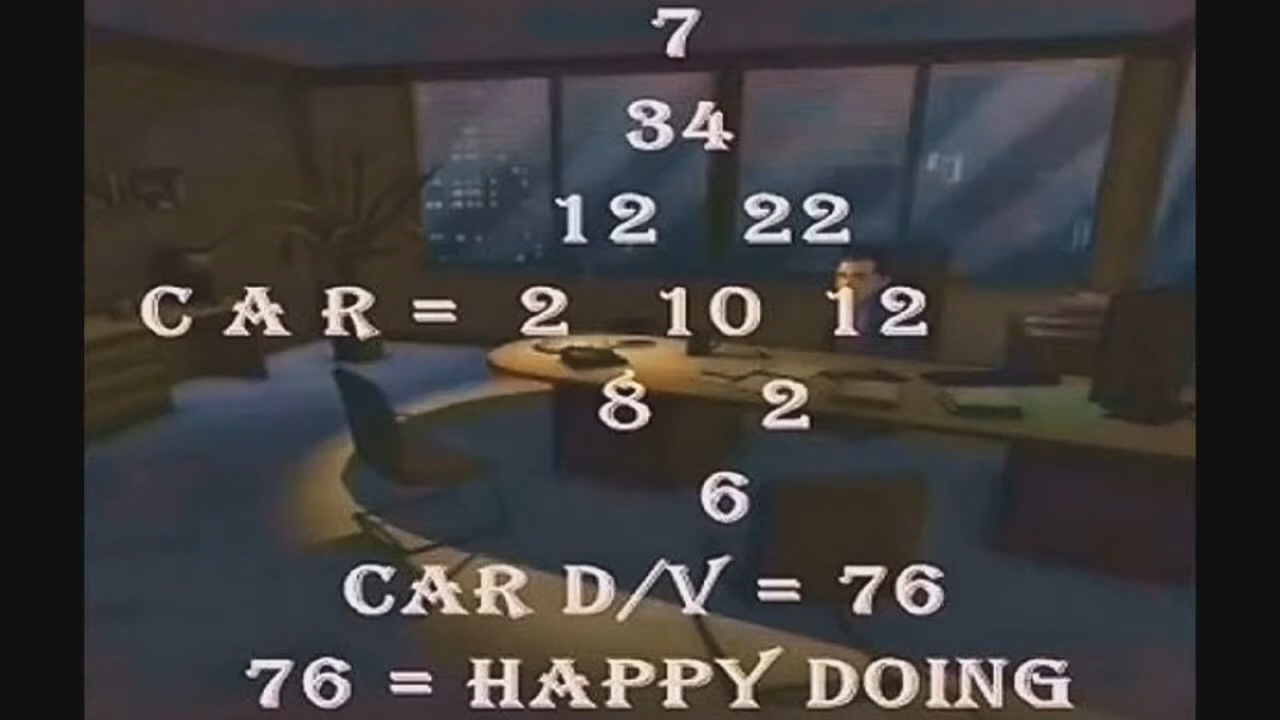 7
34
12 22
C A R = 2 10 12
8 2
6
CAR D/V = 76
76 = HAPPY DOING